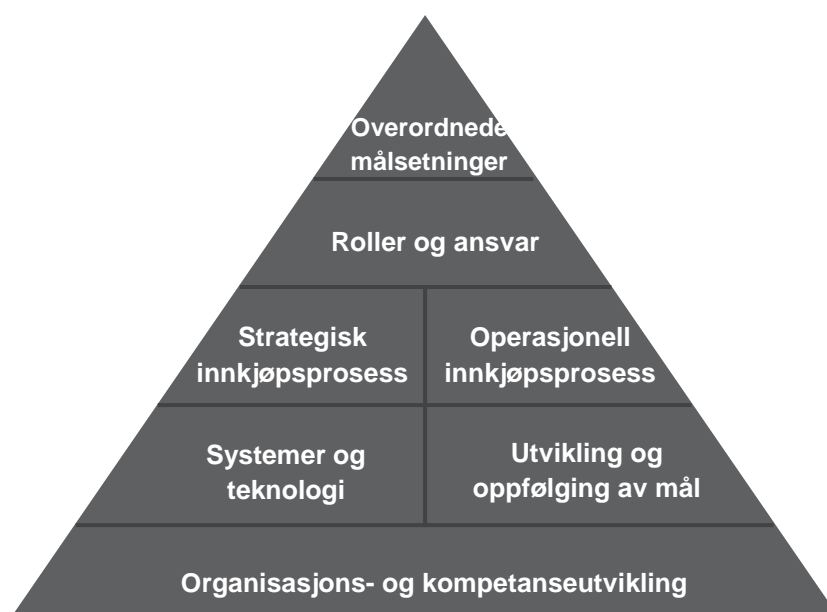 Overordnede
målsetninger
Roller og ansvar
Strategisk
innkjøpsprosess
Operasjonell
innkjøpsprosess
Systemer og
teknologi
Utvikling og
oppfølging av mål
Organisasjons- og kompetanseutvikling